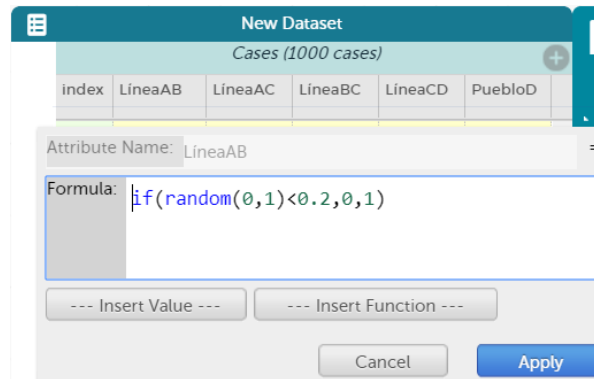 New Dataset
Cases (1000 cases)
index LíneaAB LíneaAC LíneaBC LíneaCD PuebloD
Attribute Name: LíneaAB =
Formula: if(random(0,1)<0.2,0,1)
--- Insert Value --- --- Insert Function ---
Cancel Apply